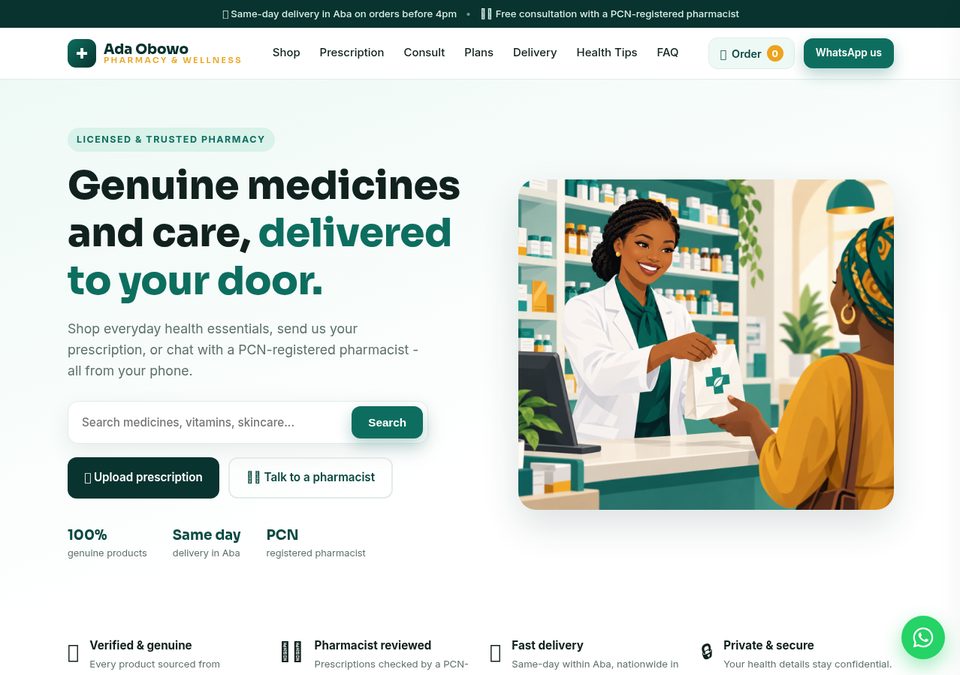 Same-day delivery in Aba on orders before 4pm • Free consultation with a PCN-registered pharmacist
Ada Obowo
PHARMACY & WELLNESS
Shop Prescription Consult Plans Delivery Health Tips FAQ
Order 0
WhatsApp us
LICENSED & TRUSTED PHARMACY
Genuine medicines
and care, delivered
to your door.
Shop everyday health essentials, send us your
prescription, or chat with a PCN-registered pharmacist -
all from your phone.
Search medicines, vitamins, skincare...
Search
Upload prescription
Talk to a pharmacist
100%
genuine products
Same day
delivery in Aba
PCN
registered pharmacist
Verified & genuine
Every product sourced from
Pharmacist reviewed
Prescriptions checked by a PCN-
Fast delivery
Same-day within Aba, nationwide in
Private & secure
Your health details stay confidential.